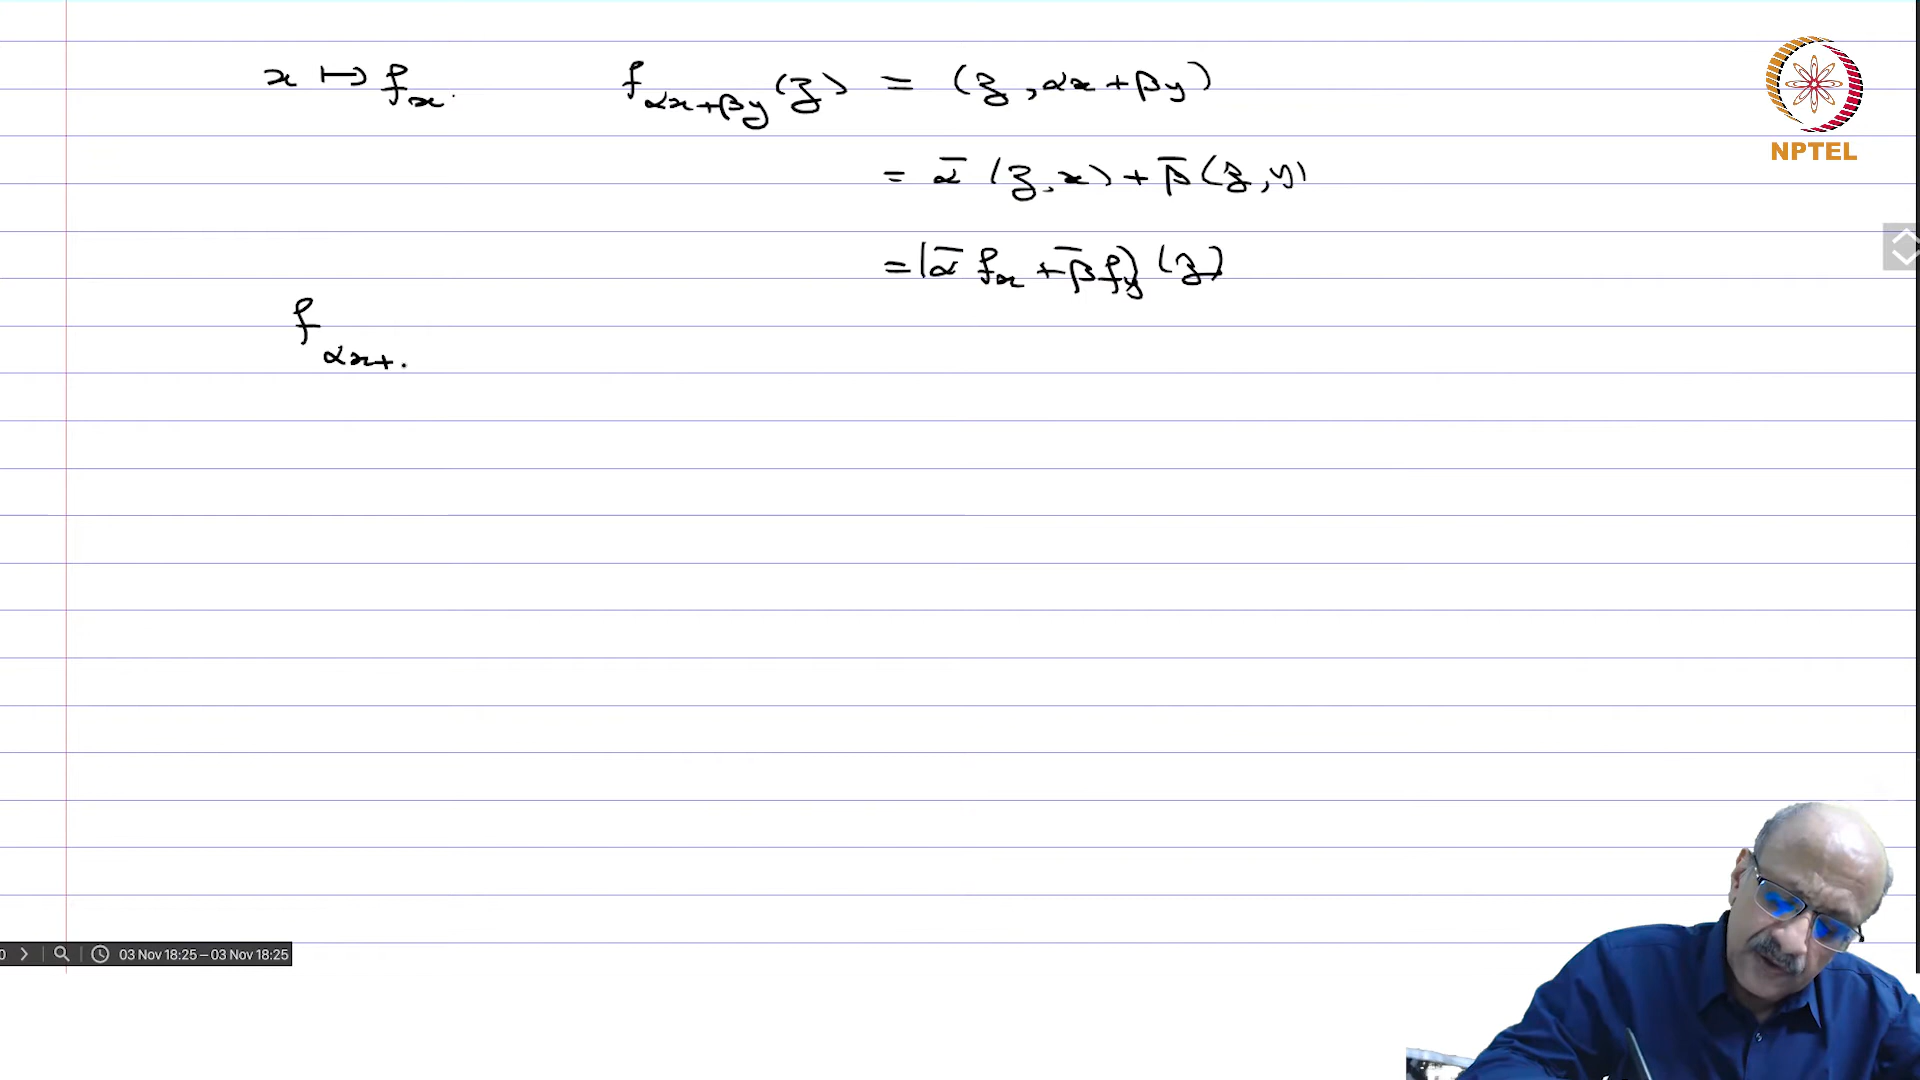 x ↦ f_x. f_{αx+βy}(z) = (z, αx+βy)
= ᾱ (z, x) + β̄ (z, y)
= (ᾱ f_x + β̄ f_y) (z)
f_{αx+.
NPTEL
03 Nov 18:25 – 03 Nov 18:25